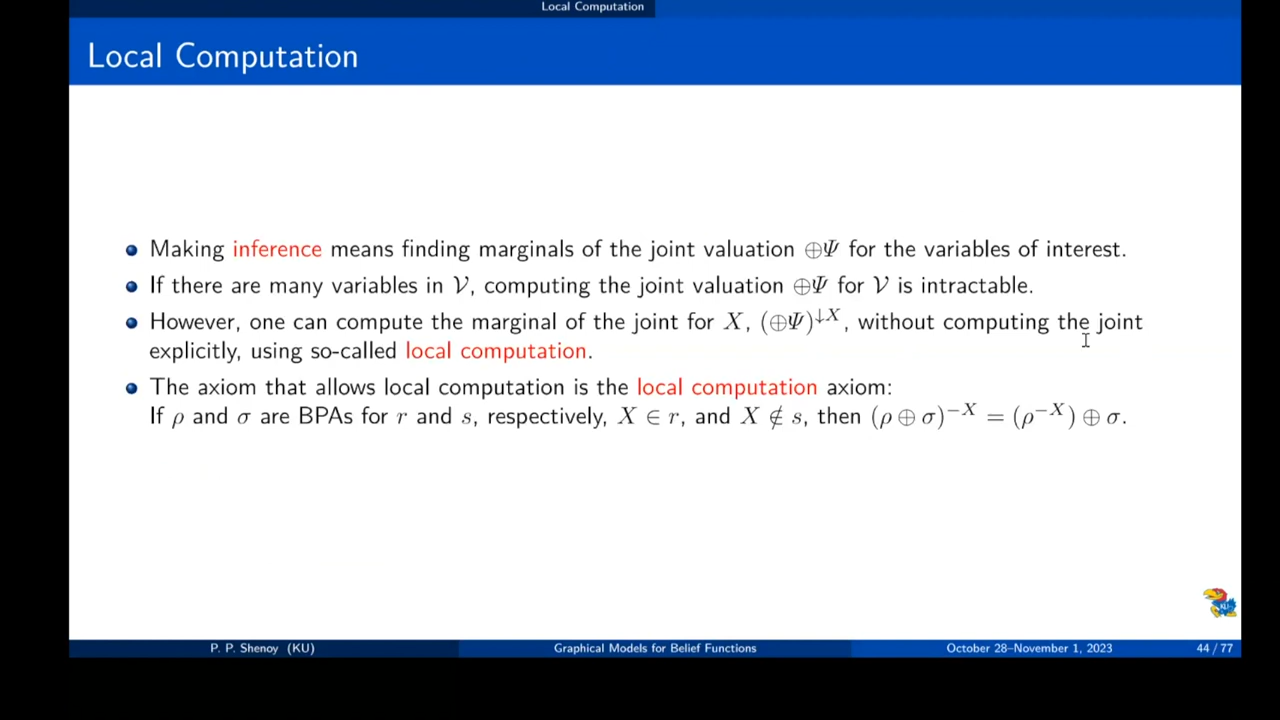 Local Computation
Local Computation
Making inference means finding marginals of the joint valuation ⊕Ψ for the variables of interest.
If there are many variables in 𝒱, computing the joint valuation ⊕Ψ for 𝒱 is intractable.
However, one can compute the marginal of the joint for X, (⊕Ψ)↓X, without computing the joint
explicitly, using so-called local computation.
The axiom that allows local computation is the local computation axiom:
If ρ and σ are BPAs for r and s, respectively, X ∈ r, and X ∉ s, then (ρ ⊕ σ)⁻ˣ = (ρ⁻ˣ) ⊕ σ.
KU
P. P. Shenoy (KU) Graphical Models for Belief Functions October 28–November 1, 2023 44 / 77